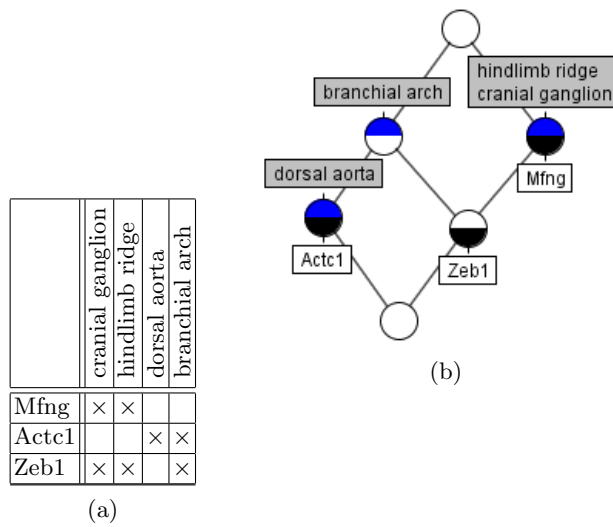 cranial ganglion
hindlimb ridge
dorsal aorta
branchial arch
Mfng × ×
Actc1 × ×
Zeb1 × × ×
(a)
hindlimb ridge
cranial ganglion
branchial arch
Mfng
dorsal aorta
Actc1
Zeb1
(b)